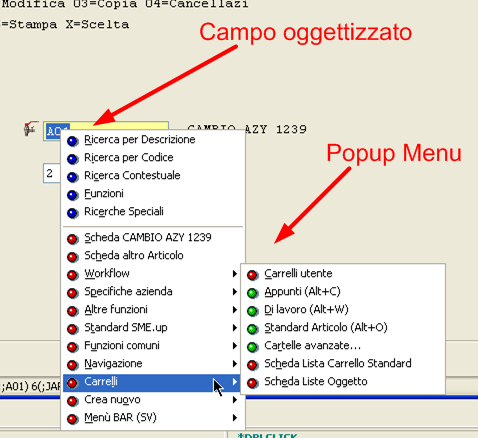 Modifica 03=Copia 04=Cancellazi
=Stampa X=Scelta
Campo oggettizzato
A01 CAMBIO AZY 1239
Popup Menu
2
Ricerca per Descrizione
Ricerca per Codice
Ricerca Contestuale
Funzioni
Ricerche Speciali
Scheda CAMBIO AZY 1239
Scheda altro Articolo
Workflow
Specifiche azienda
Altre funzioni
Standard SME.up
Funzioni comuni
Navigazione
Carrelli
Crea nuovo
Menù BAR (SV)
Carrelli utente
Appunti (Alt+C)
Di lavoro (Alt+W)
Standard Articolo (Alt+O)
Cartelle avanzate...
Scheda Lista Carrello Standard
Scheda Liste Oggetto
;A01) 6(;JAR
*DBLCLICK